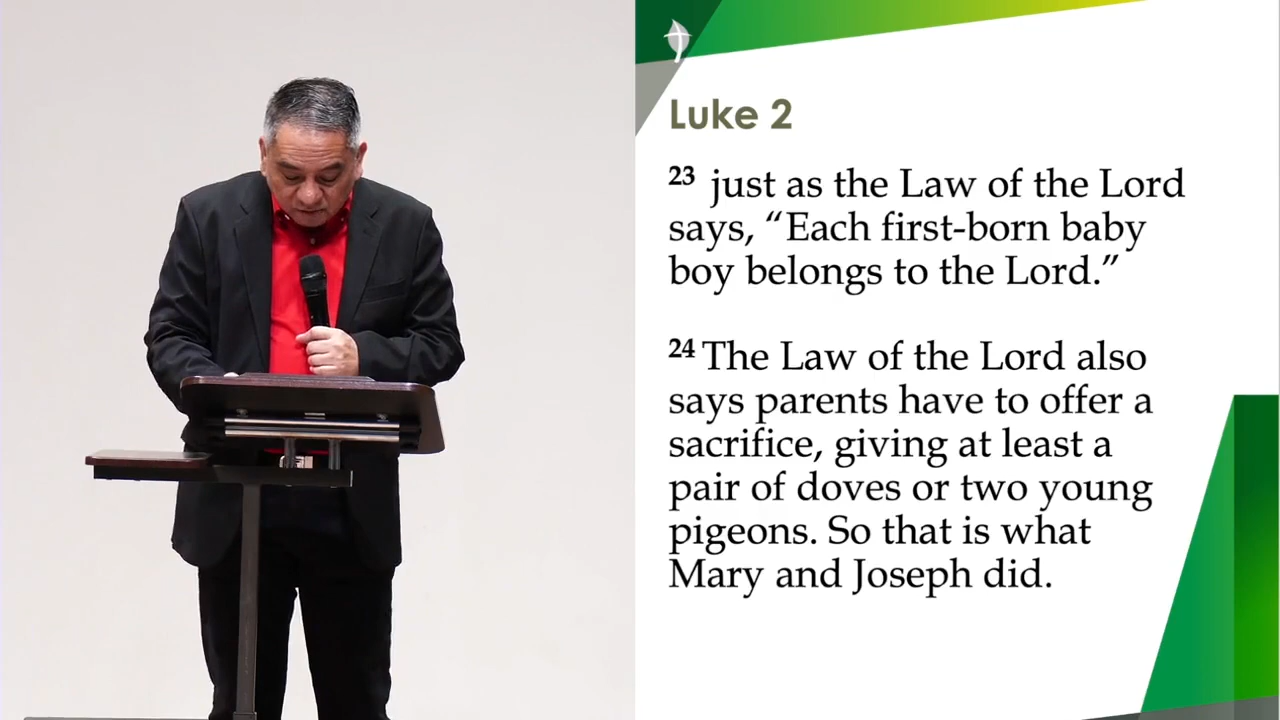 Luke 2
23 just as the Law of the Lord
says, “Each first-born baby
boy belongs to the Lord.”
24 The Law of the Lord also
says parents have to offer a
sacrifice, giving at least a
pair of doves or two young
pigeons. So that is what
Mary and Joseph did.